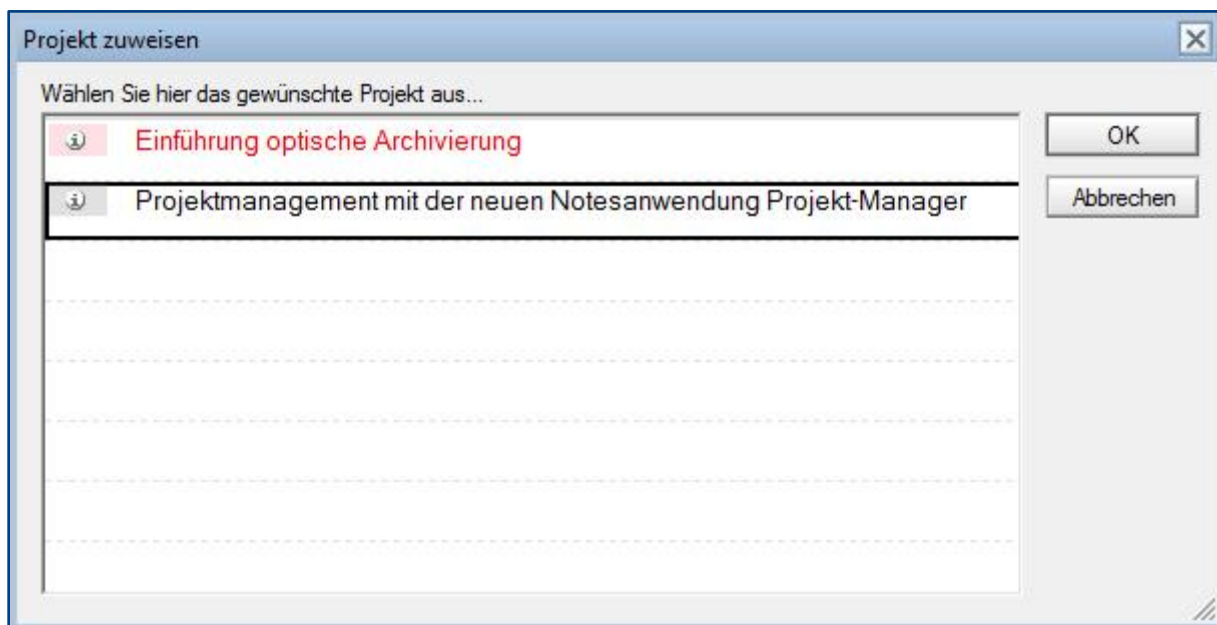 Projekt zuweisen
Wählen Sie hier das gewünschte Projekt aus...
Einführung optische Archivierung
OK
Projektmanagement mit der neuen Notesanwendung Projekt-Manager
Abbrechen